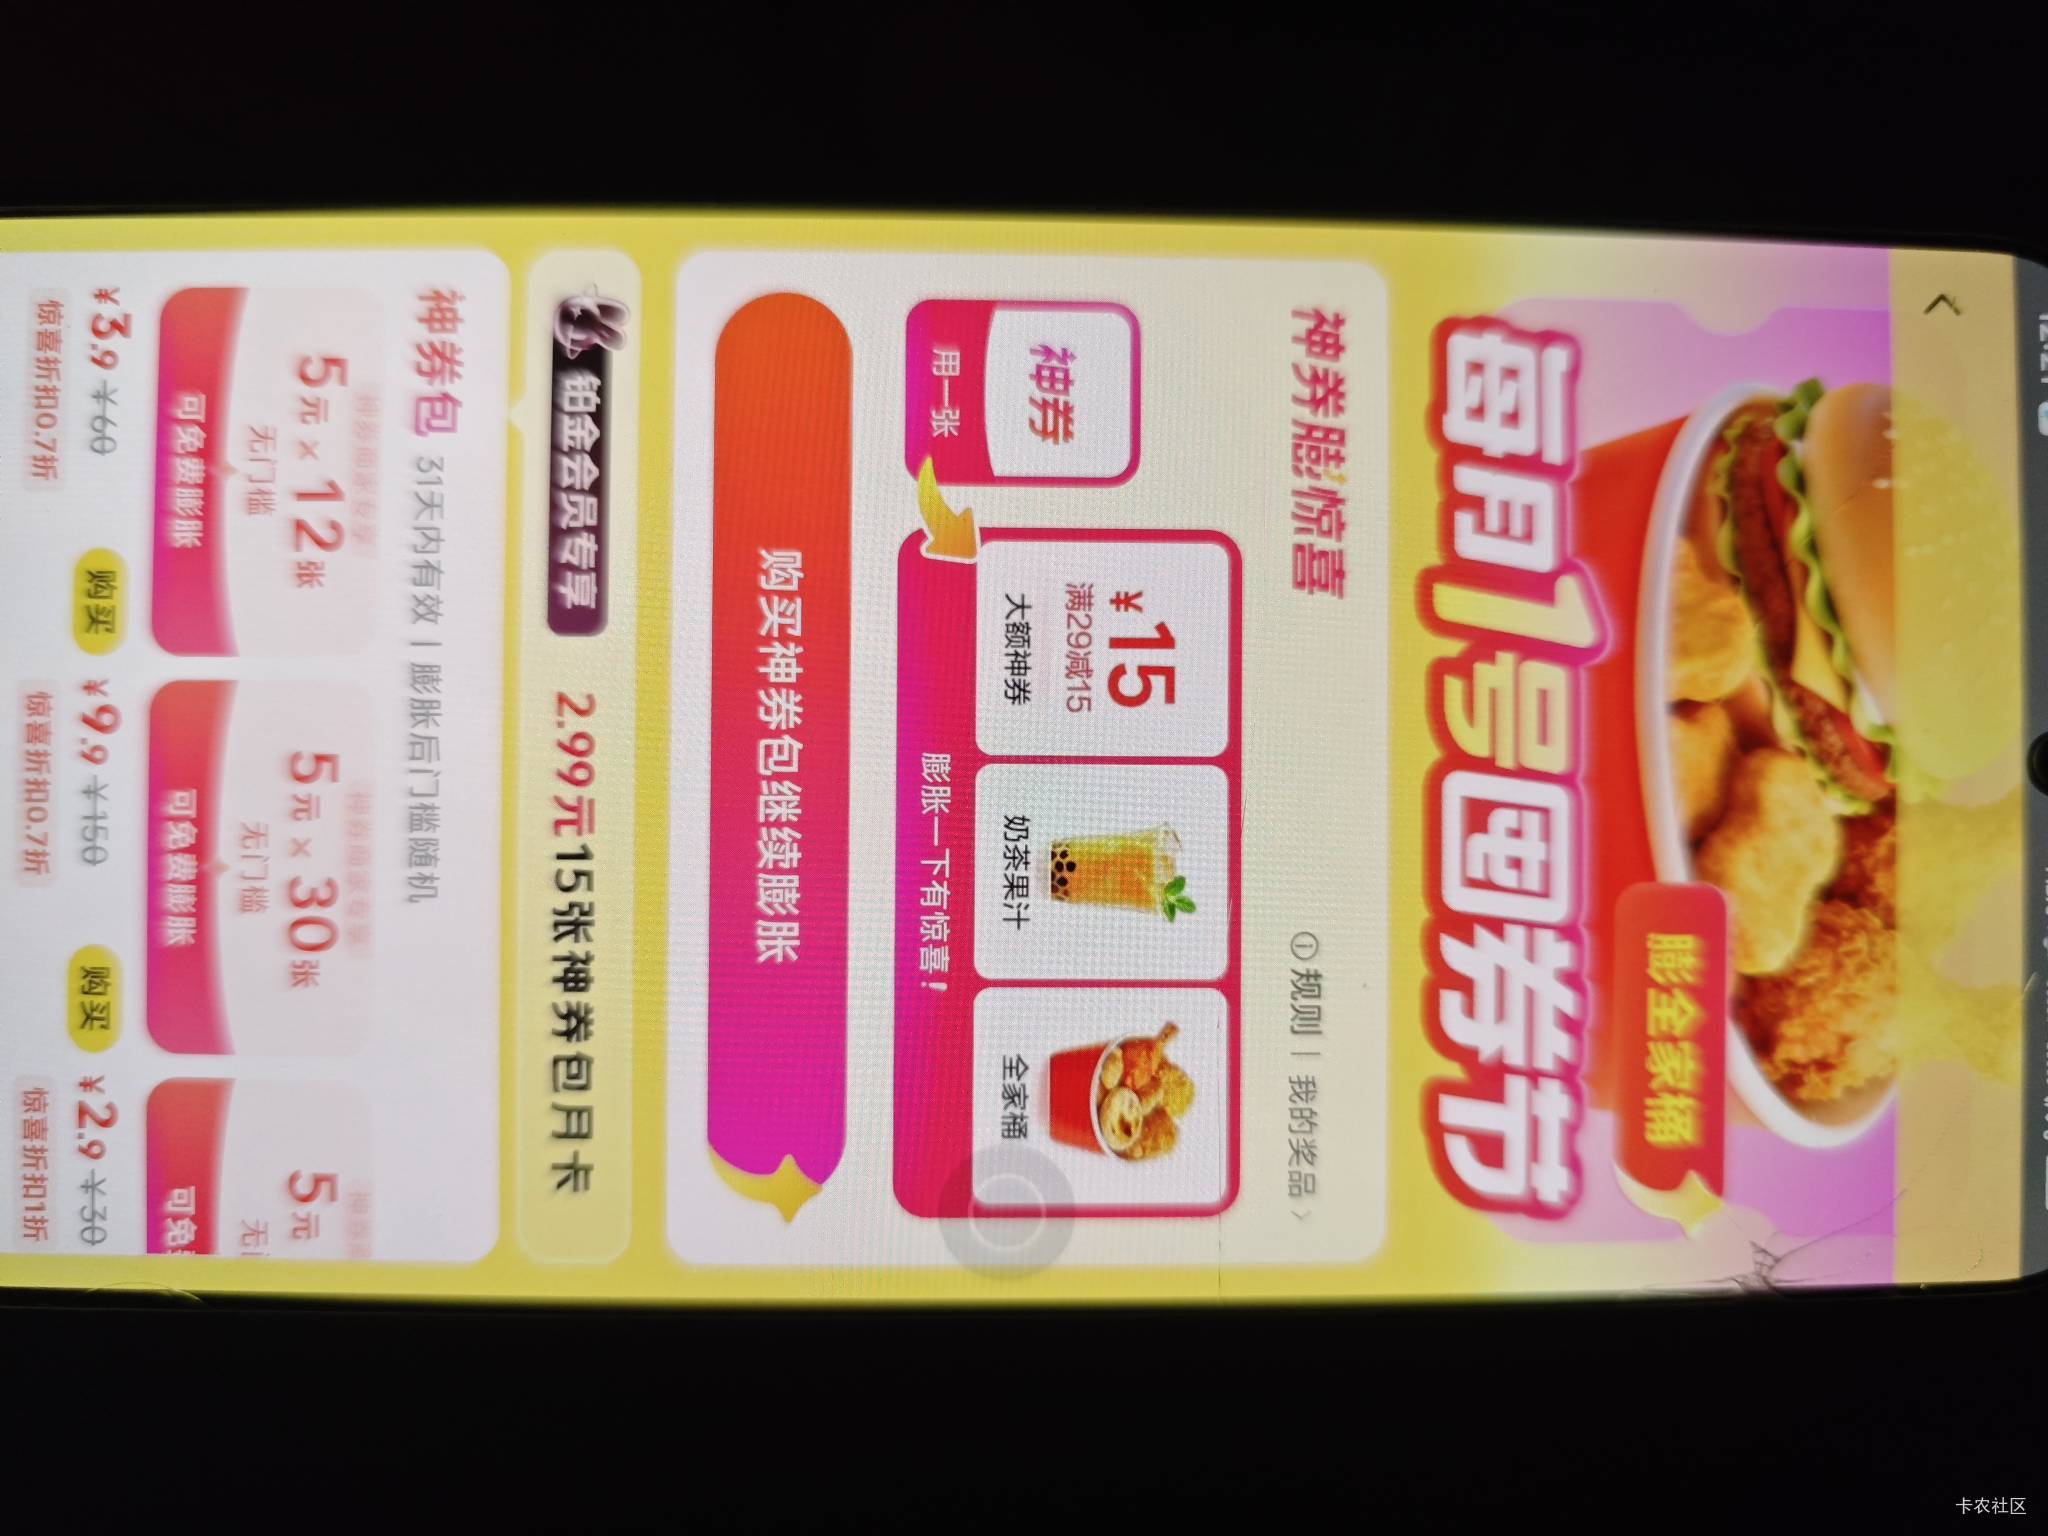 膨全家桶
每月1号囤券节
神券膨惊喜
规则 | 我的奖品 >
神券
用一张
¥15
满29减15
大额神券
奶茶果汁
全家桶
膨胀一下有惊喜！
购买神券包继续膨胀
铂金会员专享 2.99元15张神券包月卡
神券包 31天内有效 | 膨胀后门槛随机
5元×12张
无门槛
可免费膨胀
¥3.9 ¥60
购买
惊喜折扣0.7折
5元×30张
无门槛
可免费膨胀
¥9.9 ¥150
购买
惊喜折扣0.7折
5元
可免
¥2.9 ¥30
惊喜折扣1折
卡农社区